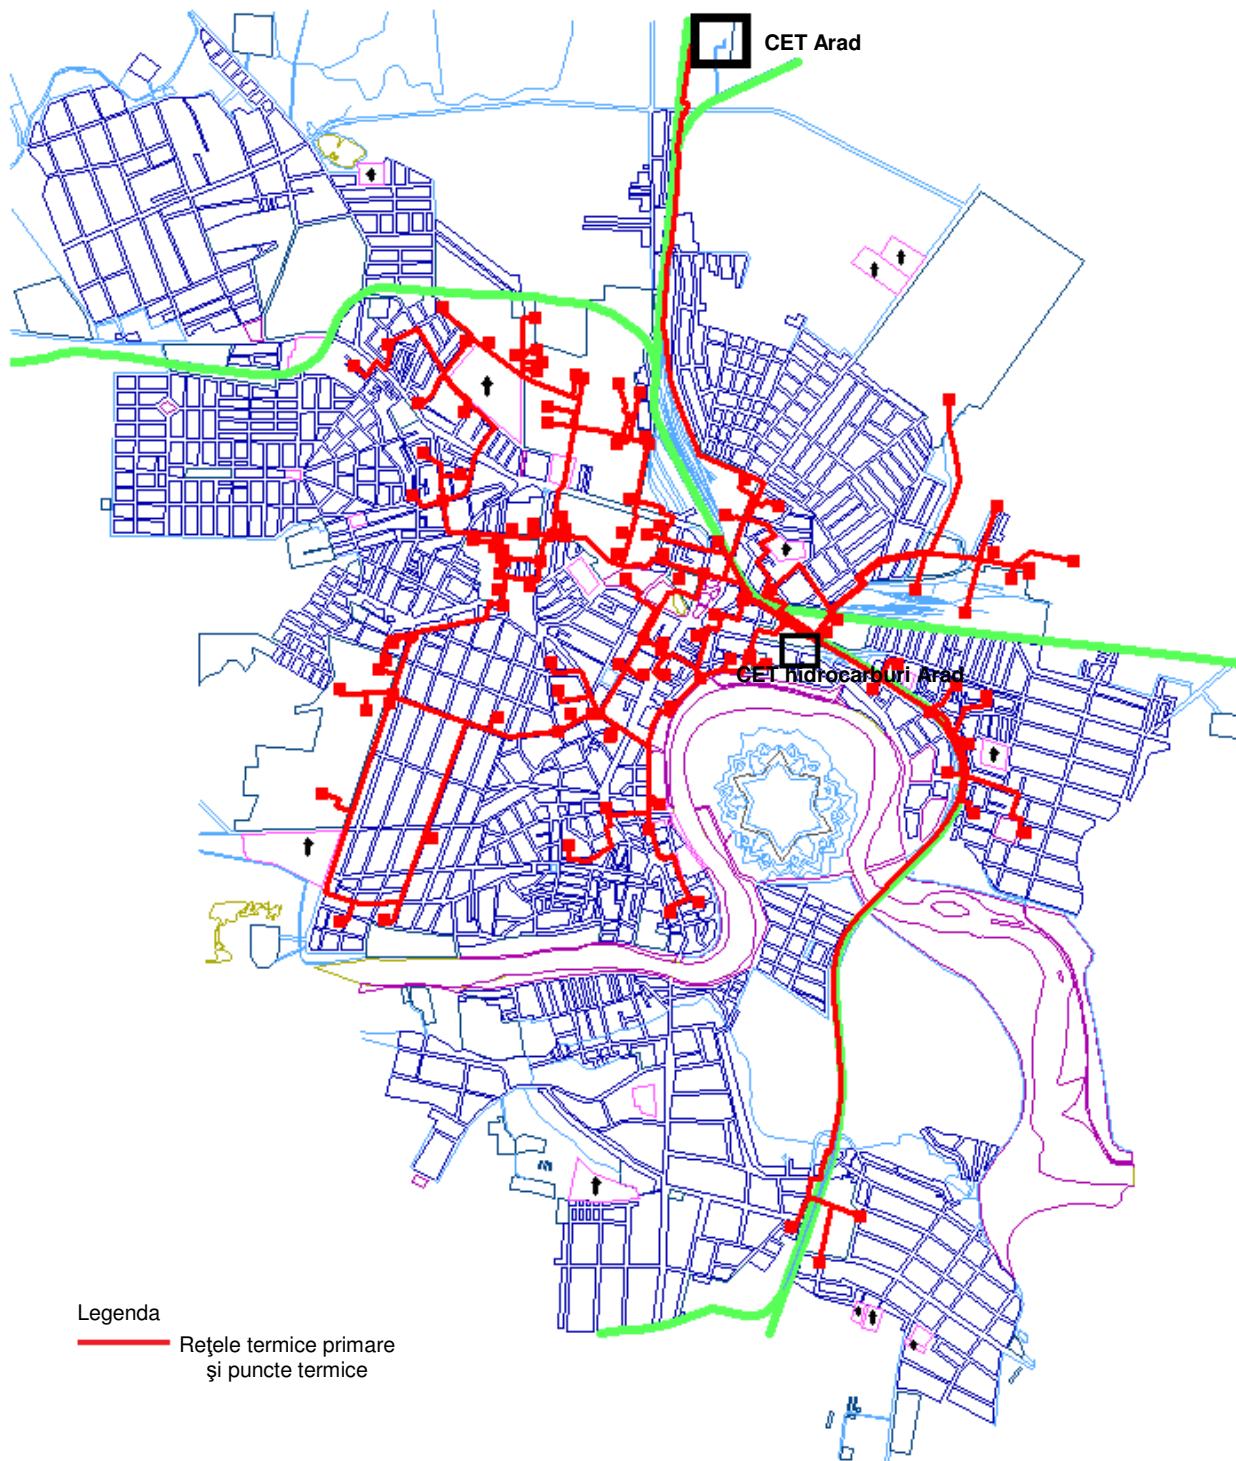 CET Arad
CET hidrocarburi Arad
Legenda
Reţele termice primare
şi puncte termice